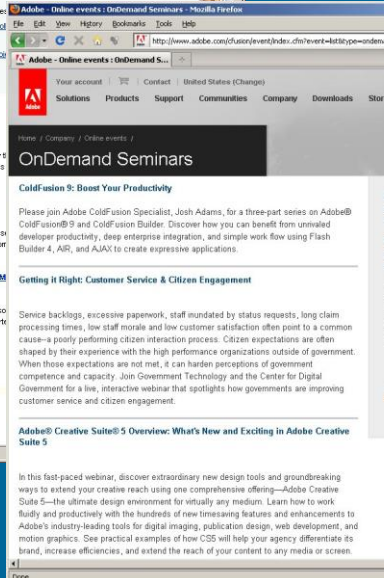 Adobe - Online events : OnDemand Seminars - Mozilla Firefox
File Edit View History Bookmarks Tools Help
http://www.adobe.com/cfusion/event/index.cfm?event=list&type=ondem
Adobe - Online events : OnDemand S...
Your account | Contact | United States (Change)
Adobe
Solutions Products Support Communities Company Downloads Stor
Home / Company / Online events /
OnDemand Seminars
ColdFusion 9: Boost Your Productivity
Please join Adobe ColdFusion Specialist, Josh Adams, for a three-part series on Adobe®
ColdFusion® 9 and ColdFusion Builder. Discover how you can benefit from unrivaled
developer productivity, deep enterprise integration, and simple work flow using Flash
Builder 4, AIR, and AJAX to create expressive applications.
Getting it Right: Customer Service & Citizen Engagement
Service backlogs, excessive paperwork, staff inundated by status requests, long claim
processing times, low staff morale and low customer satisfaction often point to a common
cause–a poorly performing citizen interaction process. Citizen expectations are often
shaped by their experience with the high performance organizations outside of government.
When those expectations are not met, it can harden perceptions of government
competence and capacity. Join Government Technology and the Center for Digital
Government for a live, interactive webinar that spotlights how governments are improving
customer service and citizen engagement.
Adobe® Creative Suite® 5 Overview: What's New and Exciting in Adobe Creative
Suite 5
In this fast-paced webinar, discover extraordinary new design tools and groundbreaking
ways to extend your creative reach using one comprehensive offering—Adobe Creative
Suite 5—the ultimate design environment for virtually any medium. Learn how to work
fluidly and productively with the hundreds of new timesaving features and enhancements to
Adobe's industry-leading tools for digital imaging, publication design, web development, and
motion graphics. See practical examples of how CS5 will help your agency differentiate its
brand, increase efficiencies, and extend the reach of your content to any media or screen.
Done